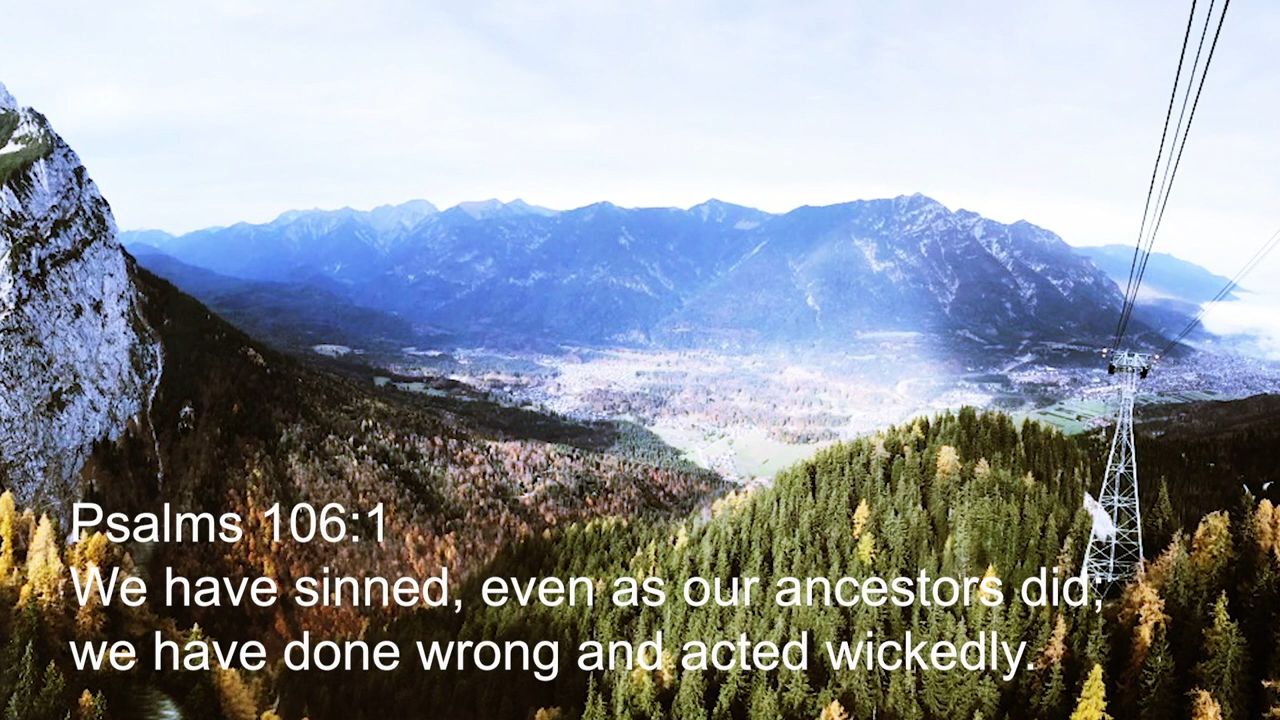 Psalms 106:1
We have sinned, even as our ancestors did;
we have done wrong and acted wickedly.